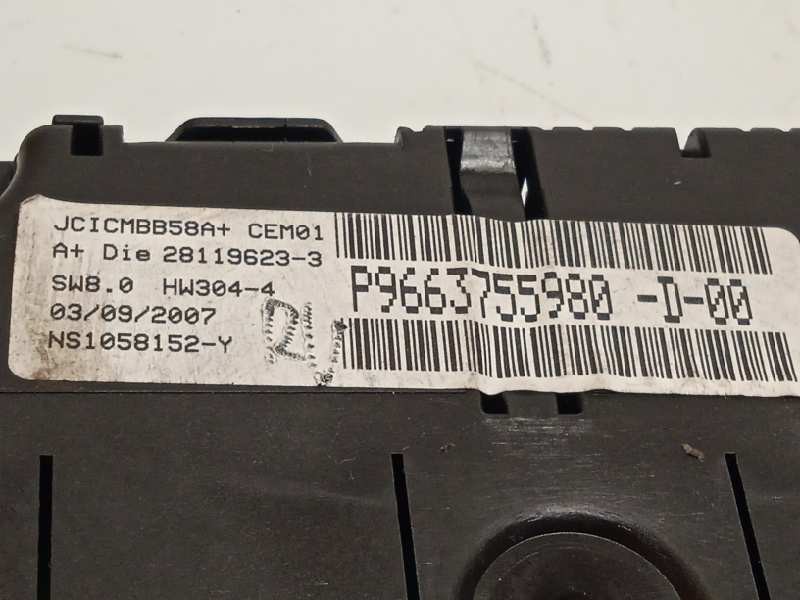 JCICMBB58A+ CEM01
A+ Die 28119623-3
SW8.0 HW304-4
03/09/2007
NS1058152-Y
P9663755980 -D-00